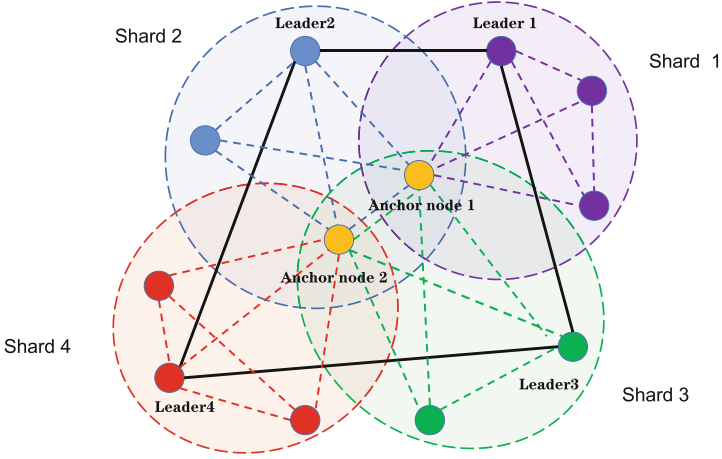 Leader2
Leader 1
Shard 2
Shard 1
Anchor node 1
Anchor node 2
Shard 4
Leader3
Shard 3
Leader4